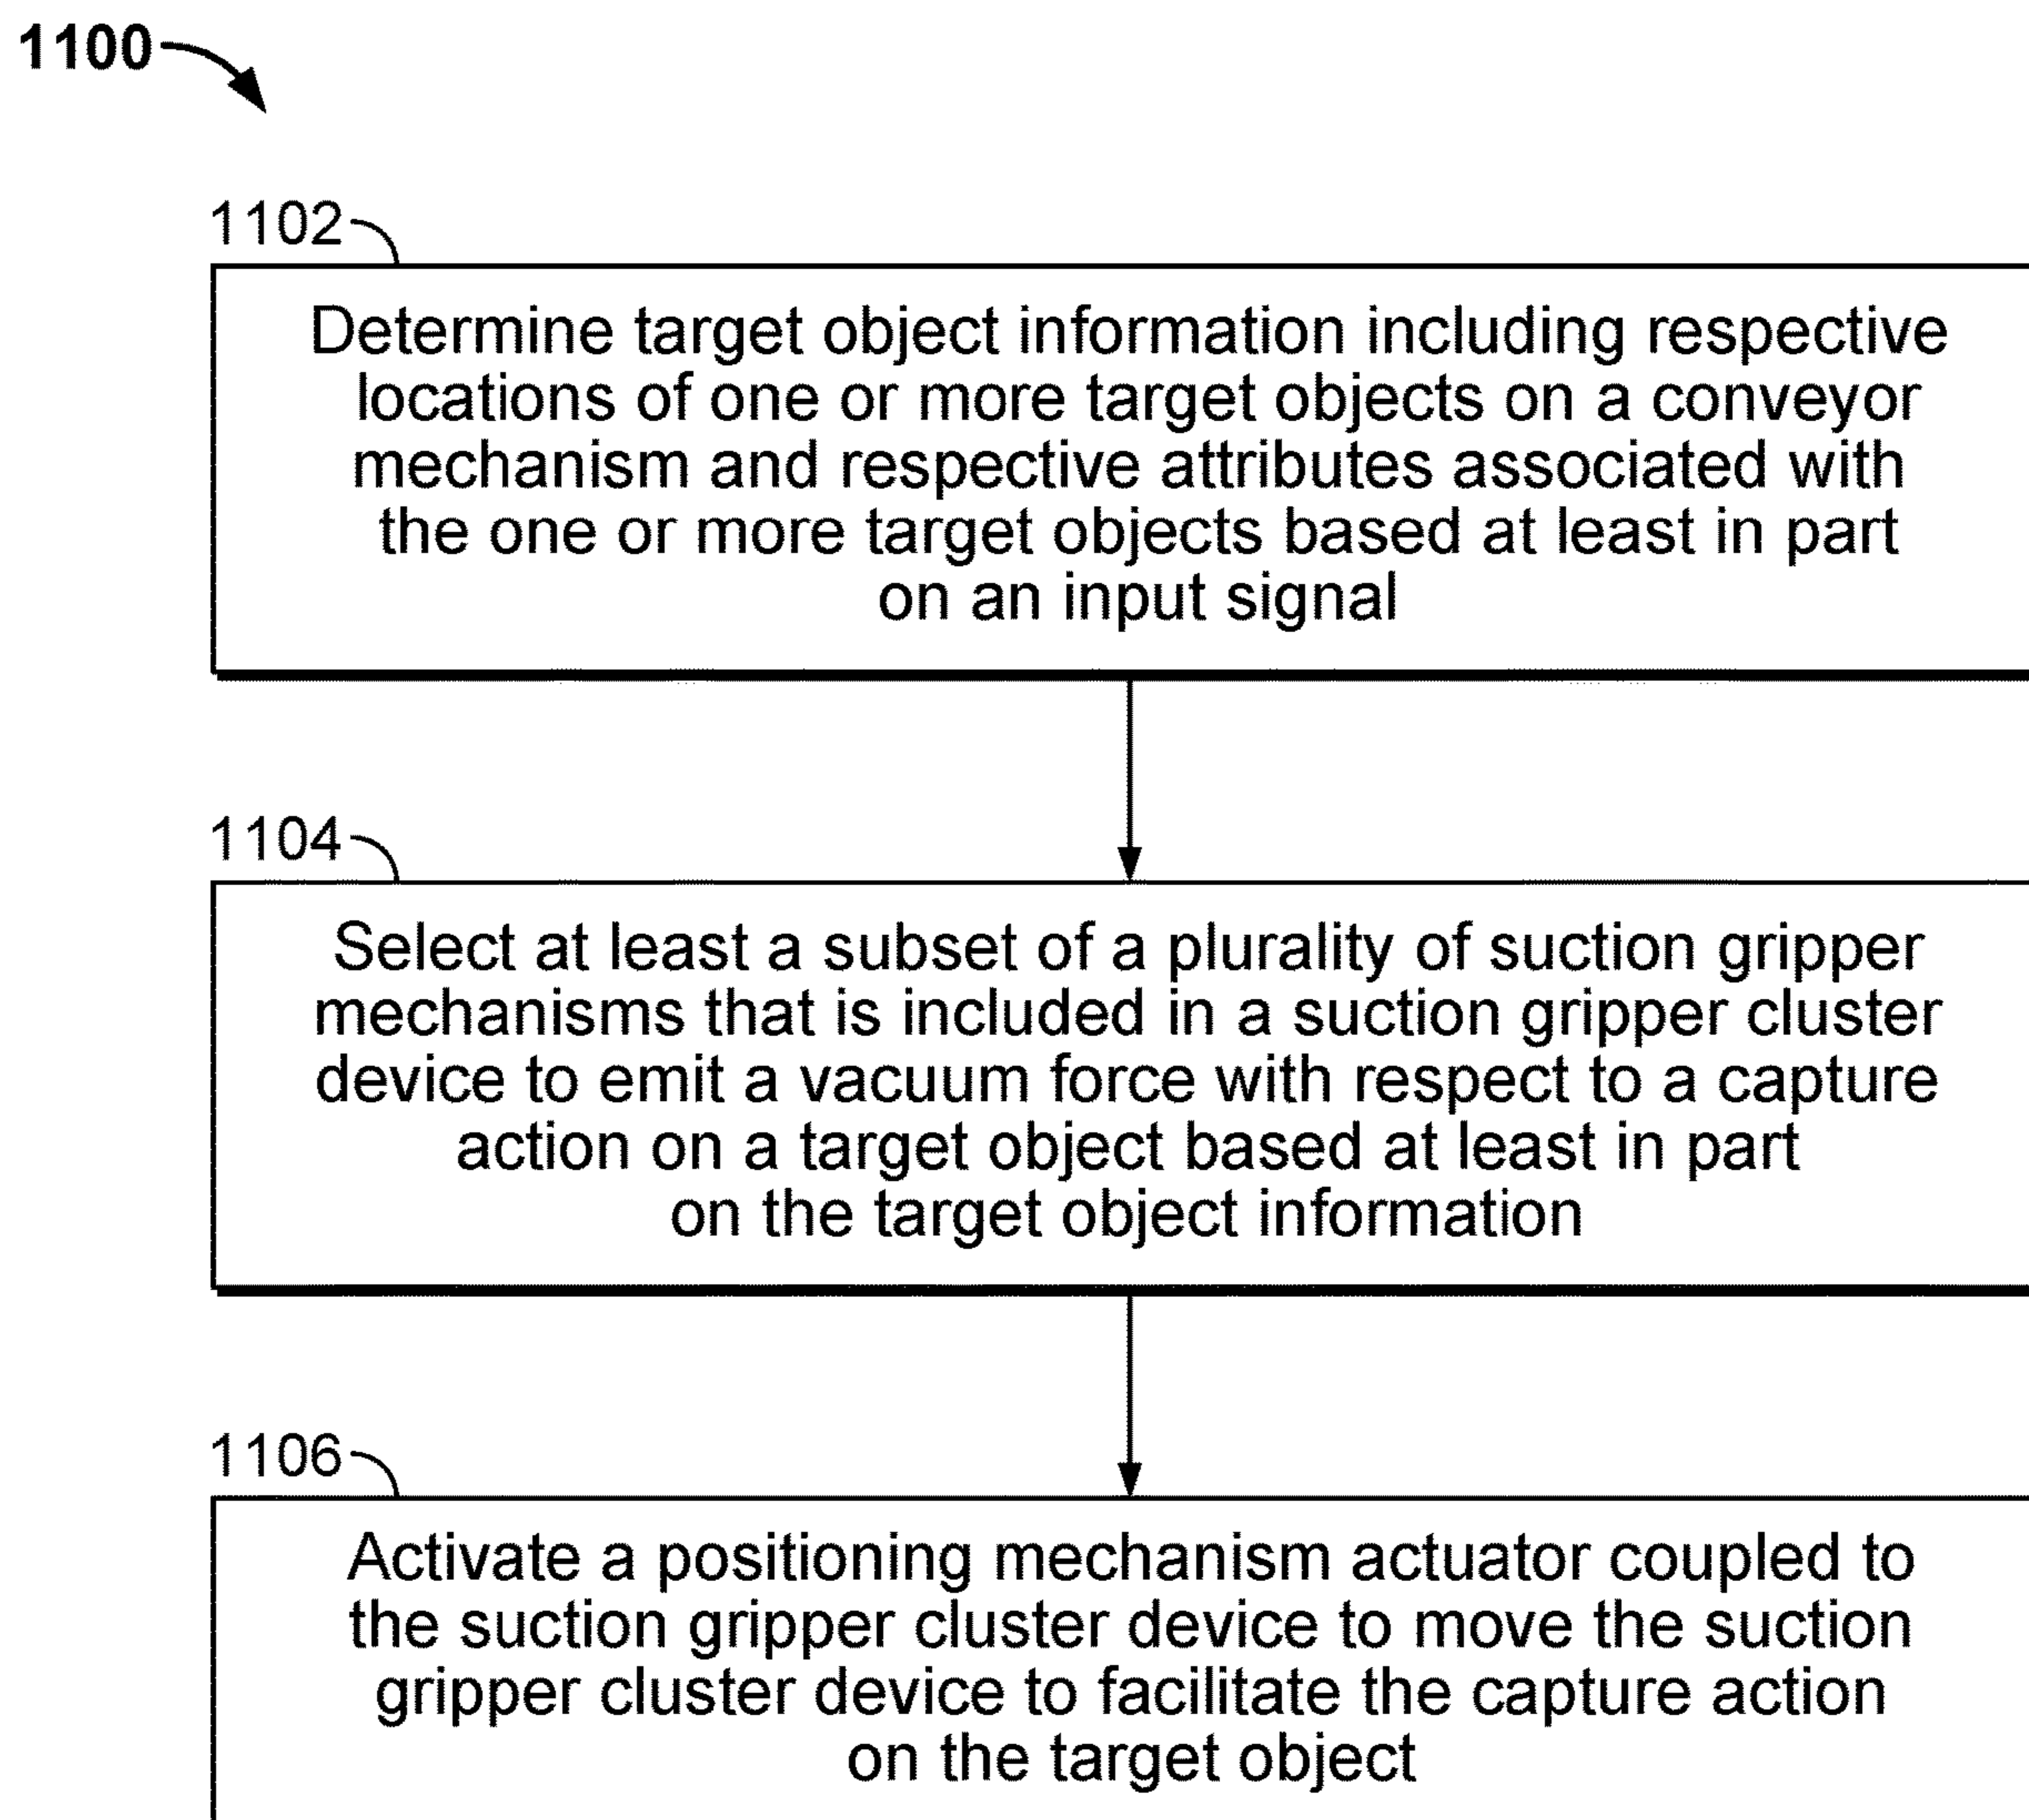 1100
1102
Determine target object information including respective
locations of one or more target objects on a conveyor
mechanism and respective attributes associated with
the one or more target objects based at least in part
on an input signal
1104
Select at least a subset of a plurality of suction gripper
mechanisms that is included in a suction gripper cluster
device to emit a vacuum force with respect to a capture
action on a target object based at least in part
on the target object information
1106
Activate a positioning mechanism actuator coupled to
the suction gripper cluster device to move the suction
gripper cluster device to facilitate the capture action
on the target object